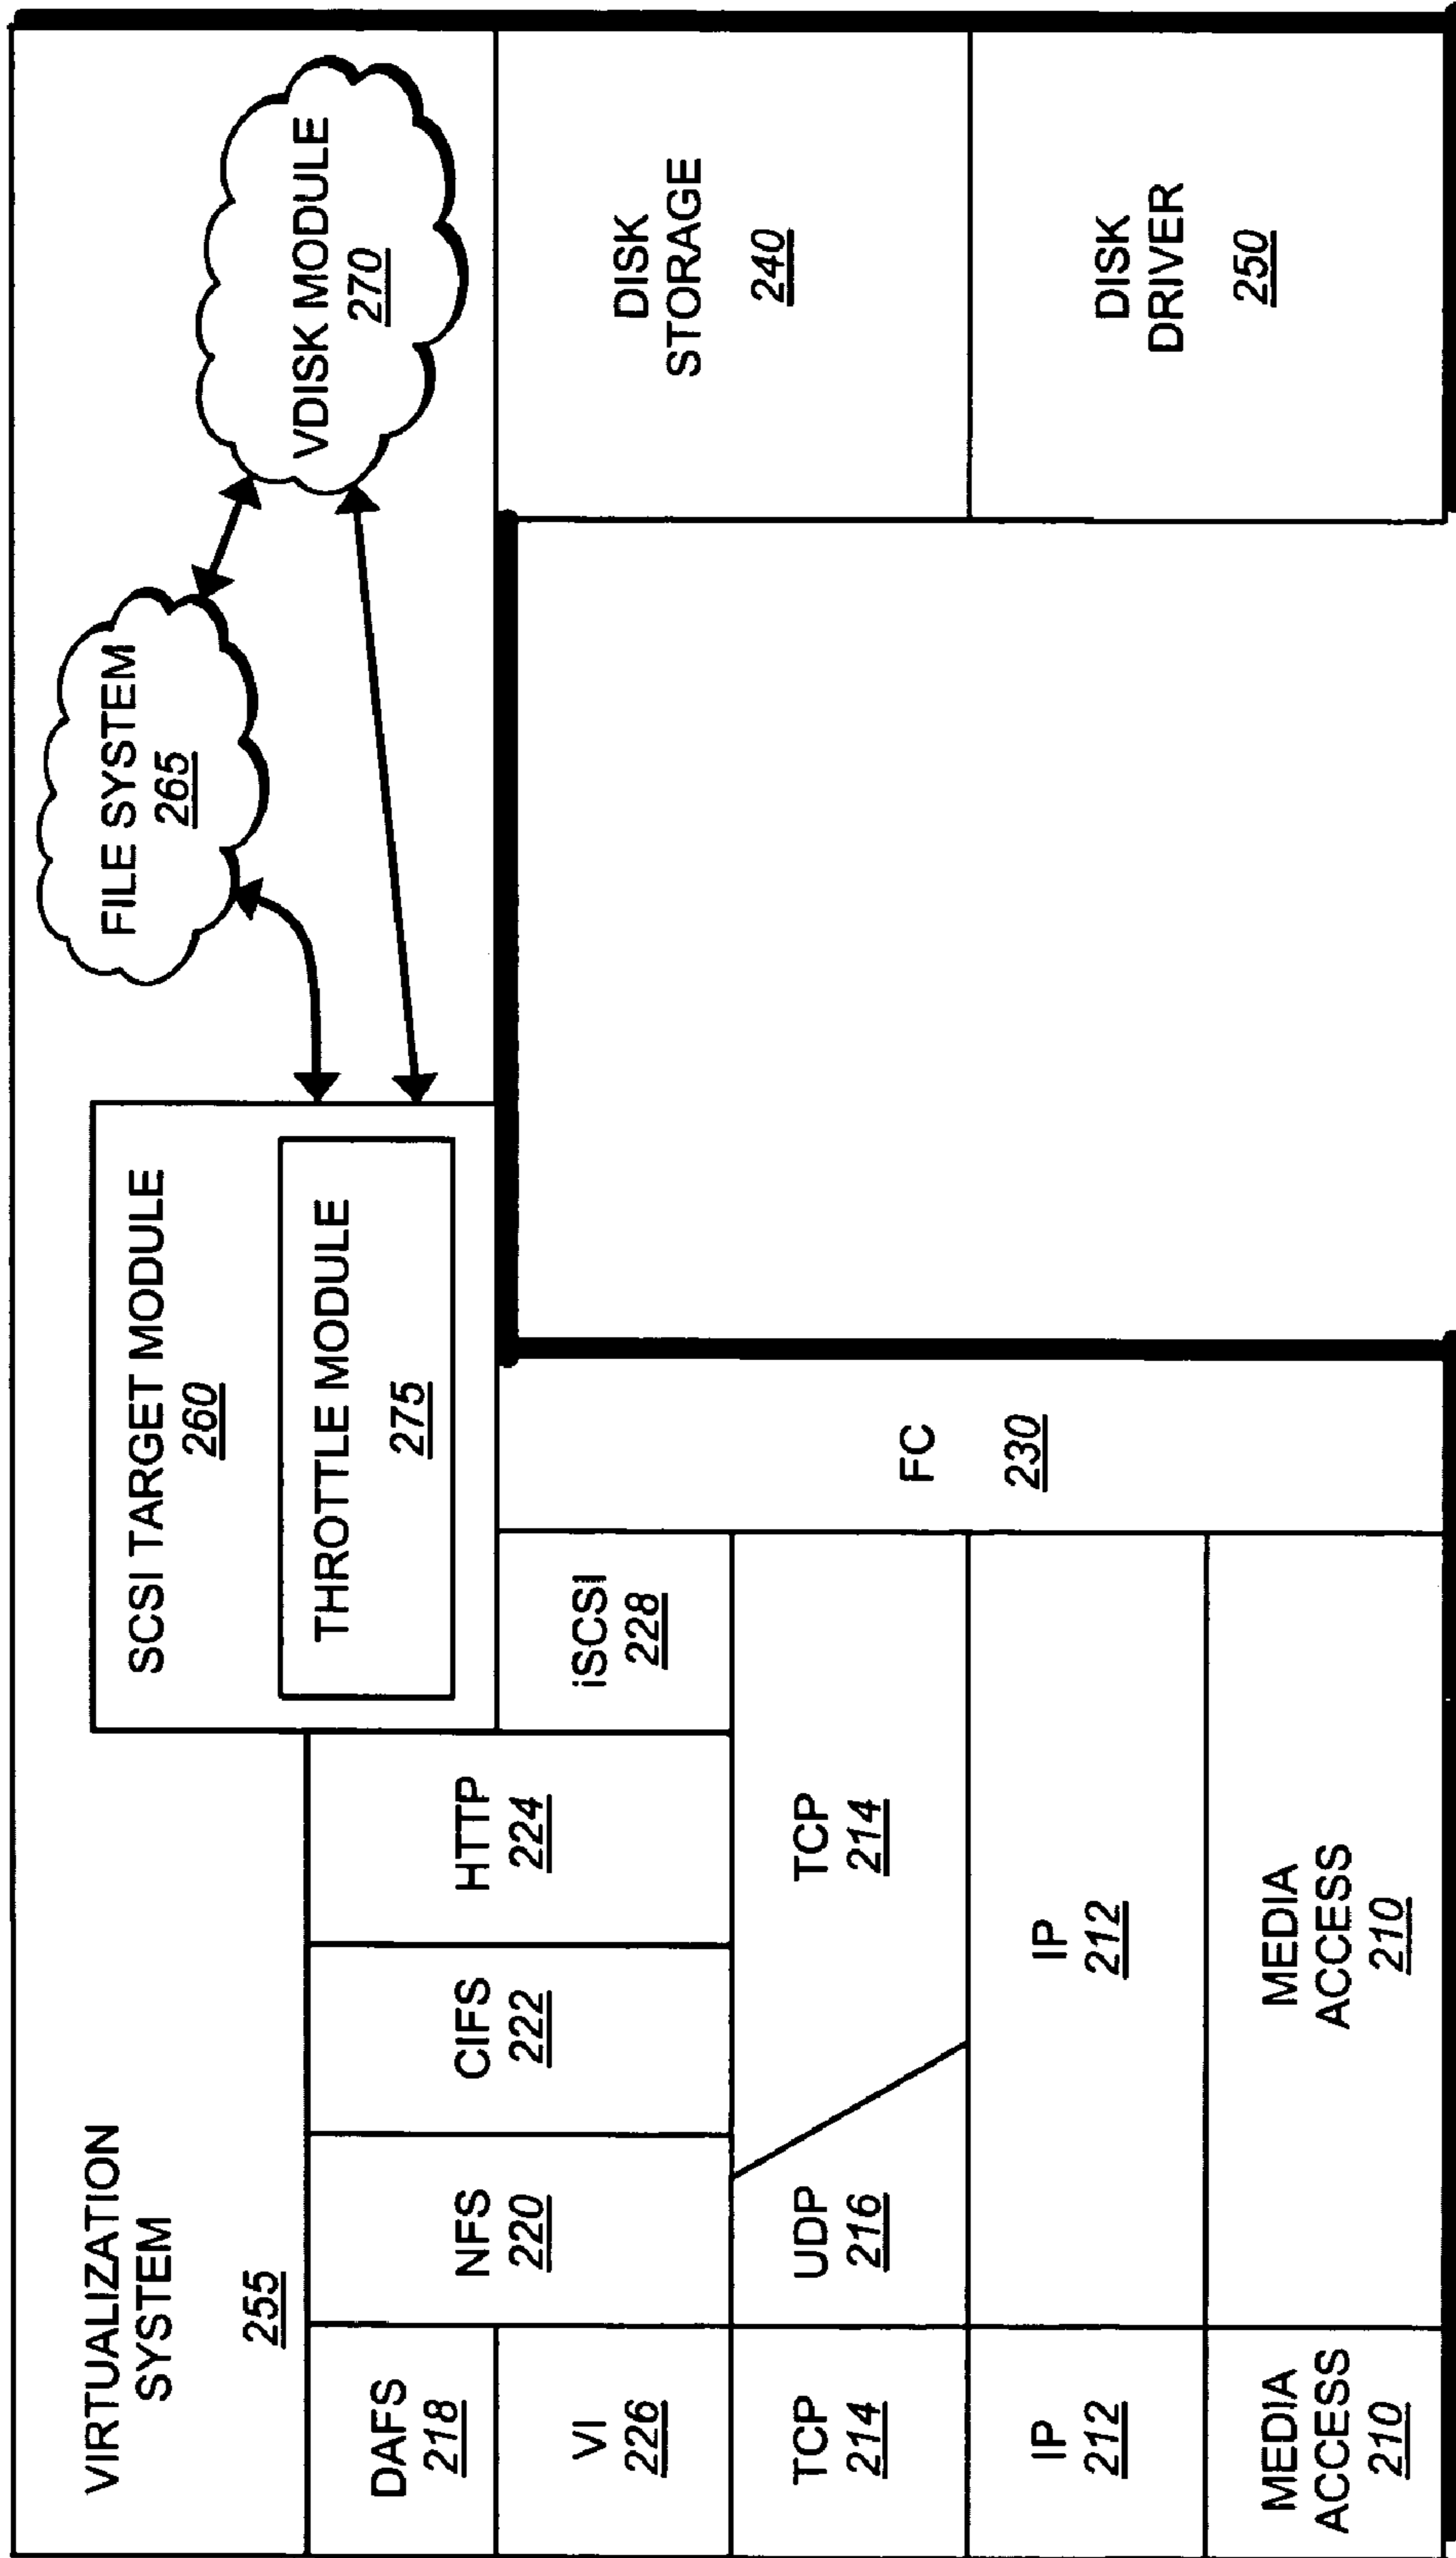 VIRTUALIZATION
SYSTEM
255
SCSI TARGET MODULE
260
THROTTLE MODULE
275
FILE SYSTEM
265
VDISK MODULE
270
DAFS
218
VI
226
TCP
214
IP
212
MEDIA
ACCESS
210
NFS
220
CIFS
222
HTTP
224
iSCSI
228
UDP
216
TCP
214
IP
212
MEDIA
ACCESS
210
FC
230
DISK
STORAGE
240
DISK
DRIVER
250